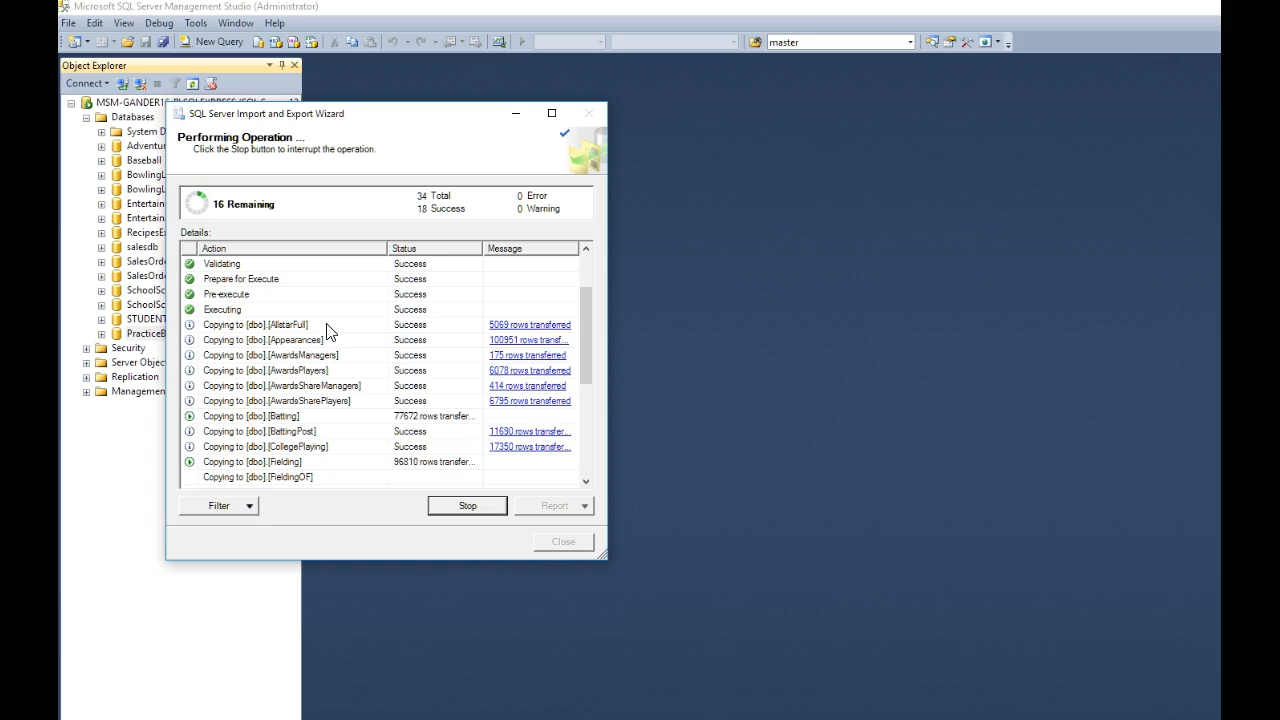 Microsoft SQL Server Management Studio (Administrator)
File Edit View Debug Tools Window Help
New Query master
Object Explorer
Connect
Databases
System D
Adventur
Baseball
BowlingL
BowlingL
Entertain
Entertain
RecipesEx
salesdb
SalesOrde
SalesOrde
SchoolSc
SchoolSc
STUDENT
PracticeB
Security
Server Objec
Replication
Managemen
SQL Server Import and Export Wizard
Performing Operation ...
Click the Stop button to interrupt the operation.
16 Remaining
34 Total 0 Error
18 Success 0 Warning
Details:
Action Status Message
Validating Success
Prepare for Execute Success
Pre-execute Success
Executing Success
Copying to [dbo].[AllstarFull] Success 5069 rows transferred
Copying to [dbo].[Appearances] Success 100951 rows transf...
Copying to [dbo].[AwardsManagers] Success 175 rows transferred
Copying to [dbo].[AwardsPlayers] Success 6078 rows transferred
Copying to [dbo].[AwardsShareManagers] Success 414 rows transferred
Copying to [dbo].[AwardsSharePlayers] Success 6795 rows transferred
Copying to [dbo].[Batting] 77672 rows transfer...
Copying to [dbo].[BattingPost] Success 11690 rows transfer...
Copying to [dbo].[CollegePlaying] Success 17350 rows transfer...
Copying to [dbo].[Fielding] 96810 rows transfer...
Copying to [dbo].[FieldingOF]
Filter Stop Report
Close